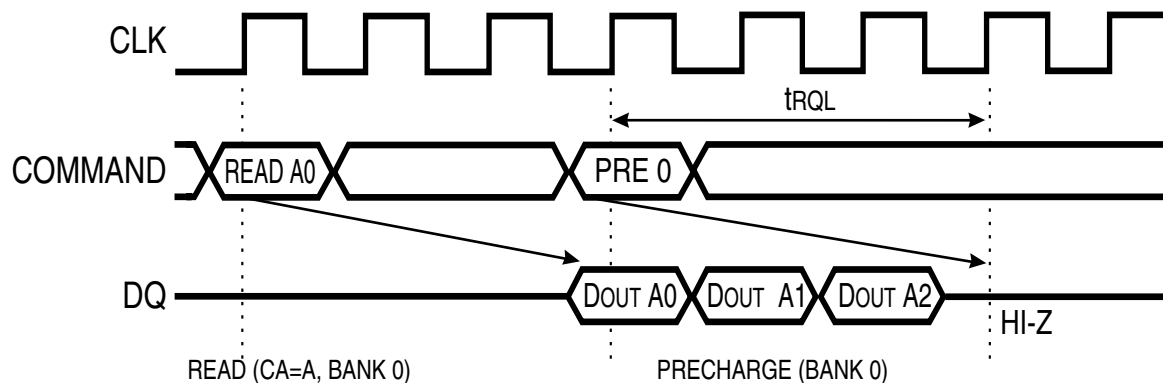 CLK
tRQL
COMMAND READ A0 PRE 0
DQ DOUT A0 DOUT A1 DOUT A2
HI-Z
READ (CA=A, BANK 0) PRECHARGE (BANK 0)